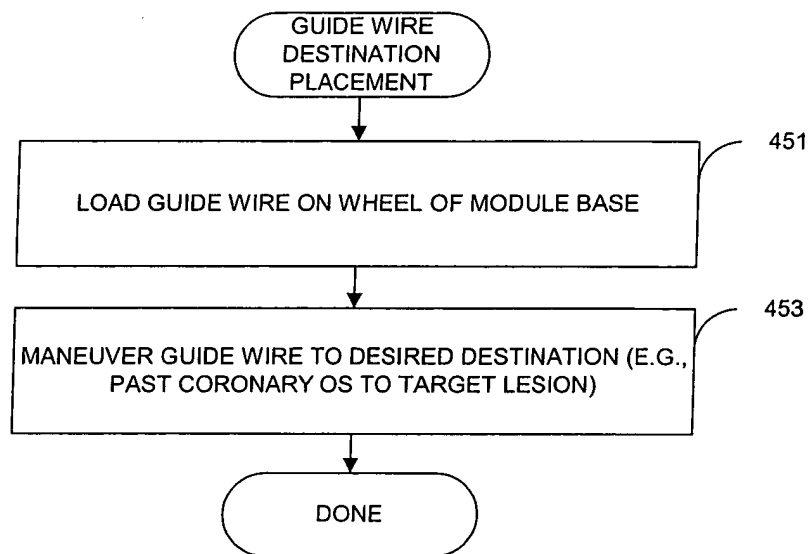 GUIDE WIRE
DESTINATION
PLACEMENT
451
LOAD GUIDE WIRE ON WHEEL OF MODULE BASE
453
MANEUVER GUIDE WIRE TO DESIRED DESTINATION (E.G.,
PAST CORONARY OS TO TARGET LESION)
DONE